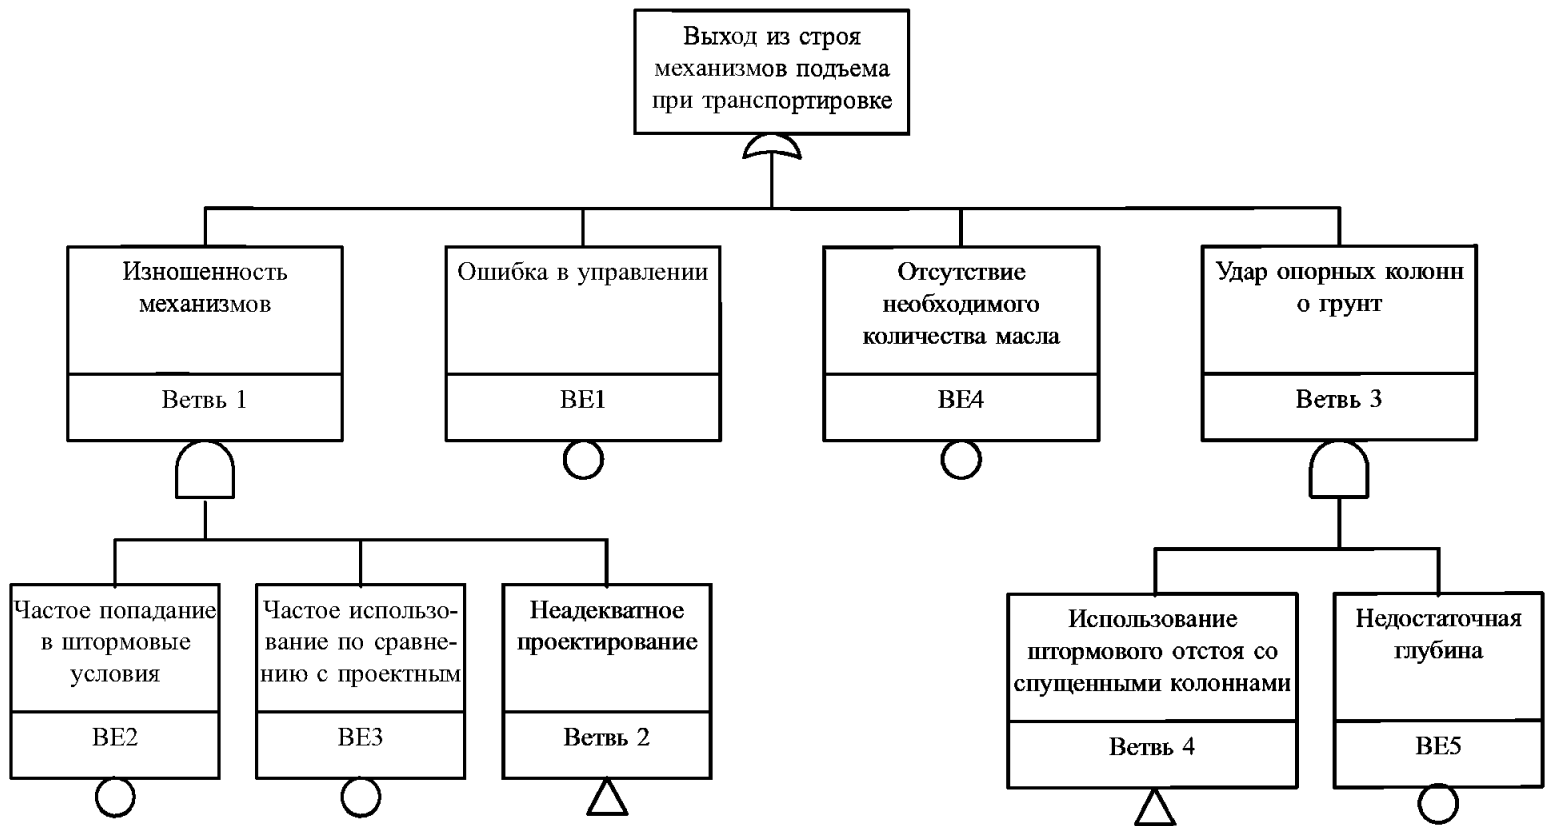 Выход из строя
механизмов подъема
при транспортировке
Изношенность
механизмов
Ветвь 1
Ошибка в управлении
BE1
Отсутствие
необходимого
количества масла
BE4
Удар опорных колонн
о грунт
Ветвь 3
Частое попадание
в штормовые
условия
BE2
Частое использо-
вание по сравне-
нию с проектным
BE3
Неадекватное
проектирование
Ветвь 2
Использование
штормового отстоя со
спущенными колоннами
Ветвь 4
Недостаточная
глубина
BE5